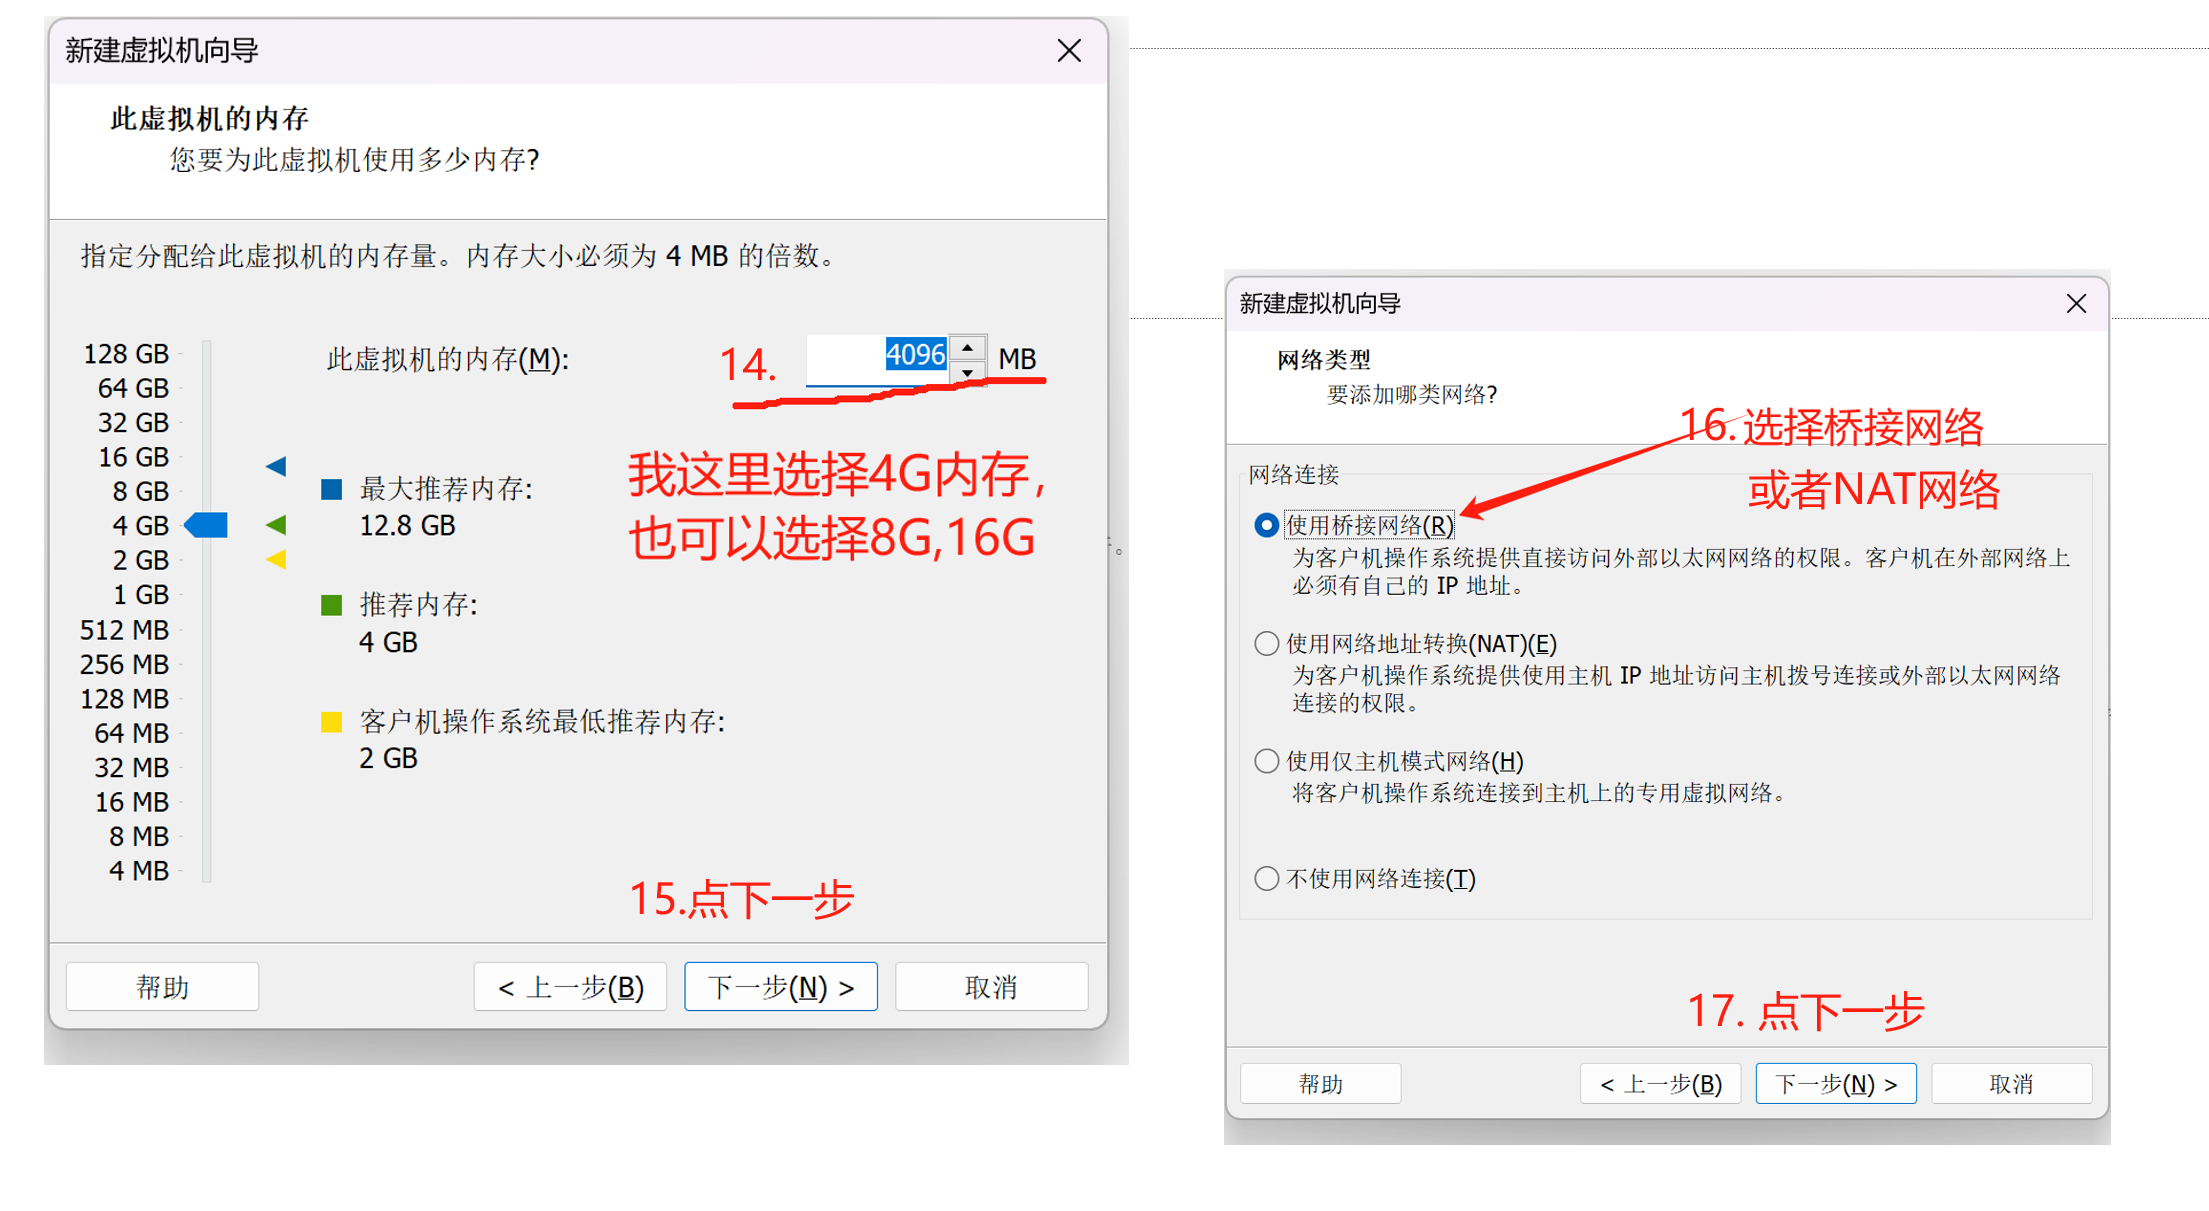 新建虚拟机向导
此虚拟机的内存
您要为此虚拟机使用多少内存?
指定分配给此虚拟机的内存量。内存大小必须为 4 MB 的倍数。
128 GB
64 GB
32 GB
16 GB
8 GB
4 GB
2 GB
1 GB
512 MB
256 MB
128 MB
64 MB
32 MB
16 MB
8 MB
4 MB
此虚拟机的内存(M):
14.
4096
MB
我这里选择4G内存,
也可以选择8G,16G
最大推荐内存:
12.8 GB
推荐内存:
4 GB
客户机操作系统最低推荐内存:
2 GB
15.点下一步
帮助
< 上一步(B)
下一步(N) >
取消
新建虚拟机向导
网络类型
要添加哪类网络?
16.选择桥接网络
或者NAT网络
网络连接
使用桥接网络(R)
为客户机操作系统提供直接访问外部以太网网络的权限。客户机在外部网络上
必须有自己的 IP 地址。
使用网络地址转换(NAT)(E)
为客户机操作系统提供使用主机 IP 地址访问主机拨号连接或外部以太网网络
连接的权限。
使用仅主机模式网络(H)
将客户机操作系统连接到主机上的专用虚拟网络。
不使用网络连接(T)
17. 点下一步
帮助
< 上一步(B)
下一步(N) >
取消